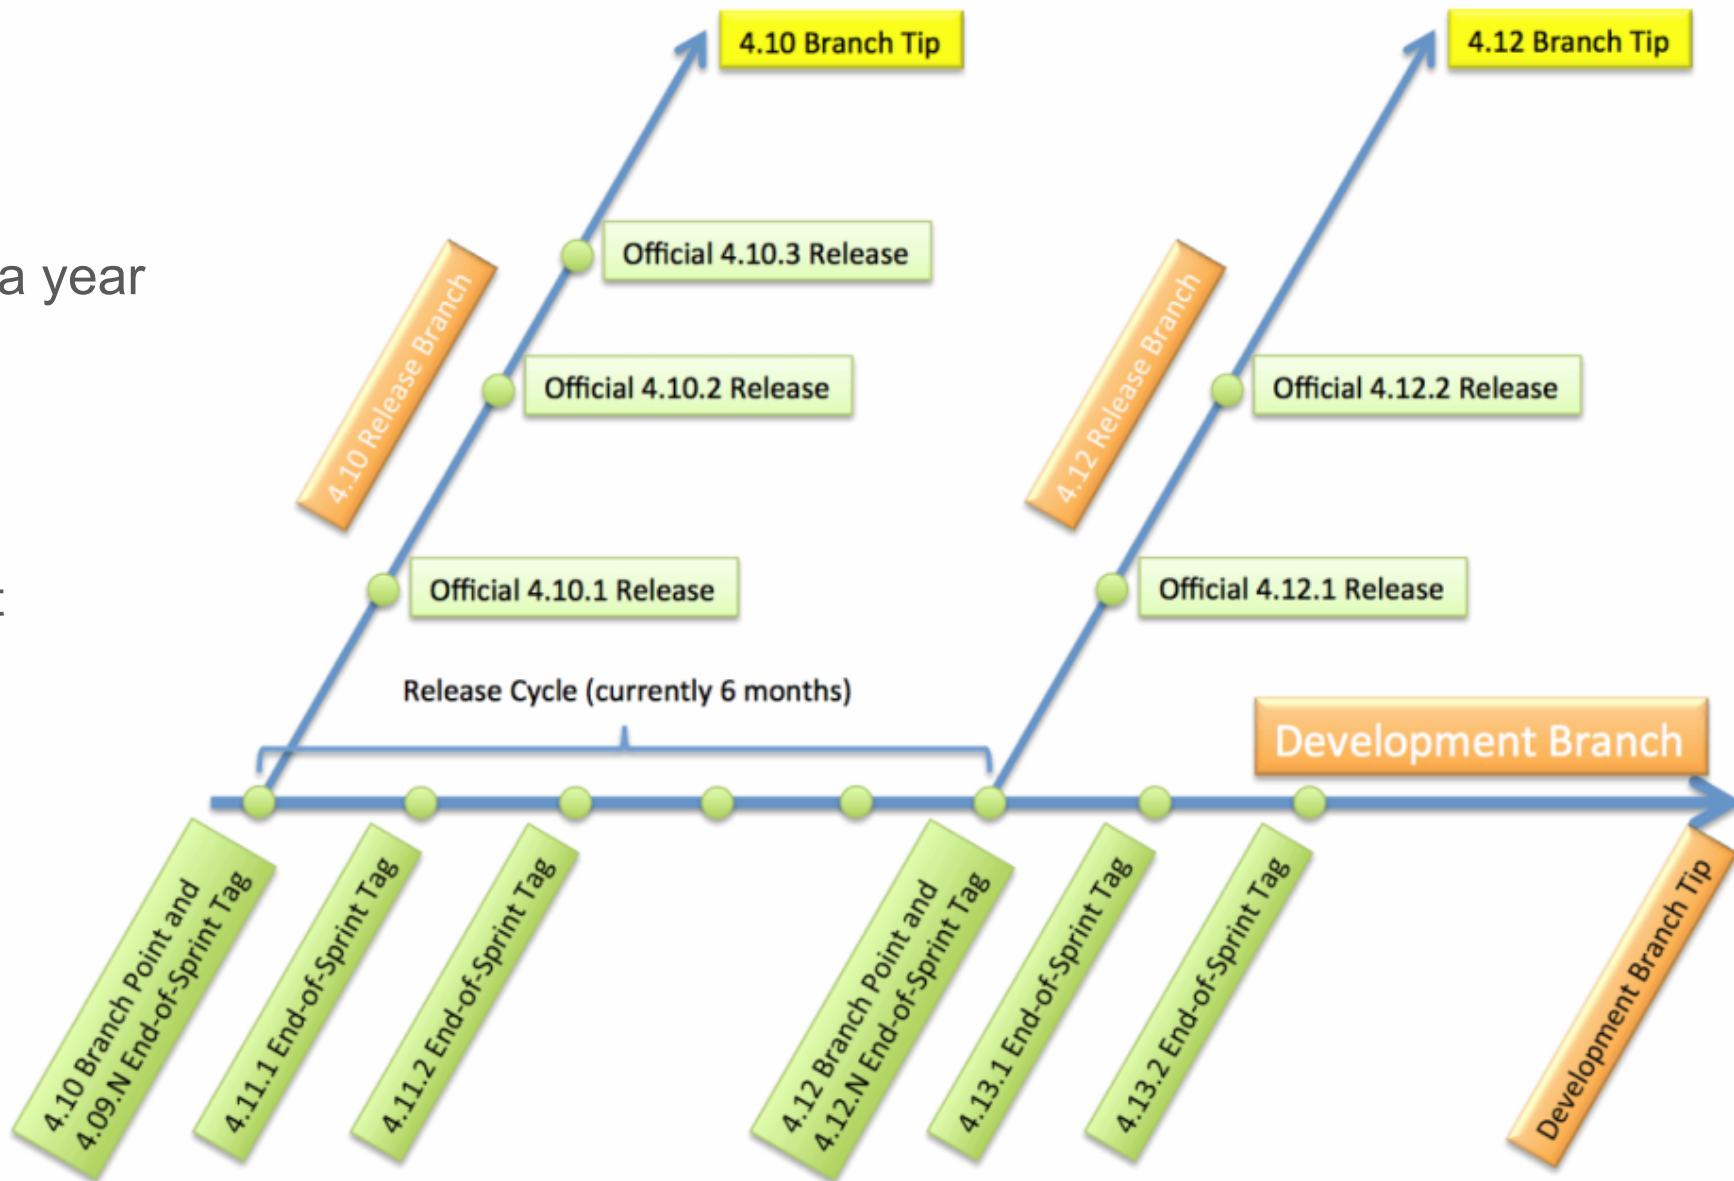 4.10 Branch Tip
4.12 Branch Tip
a year
Official 4.10.3 Release
4.10 Release Branch
4.12 Release Branch
Official 4.10.2 Release
Official 4.12.2 Release
Official 4.10.1 Release
Official 4.12.1 Release
Release Cycle (currently 6 months)
Development Branch
4.10 Branch Point and
4.09.N End-of-Sprint Tag
4.11.1 End-of-Sprint Tag
4.11.2 End-of-Sprint Tag
4.12 Branch Point and
4.12.N End-of-Sprint Tag
4.13.1 End-of-Sprint Tag
4.13.2 End-of-Sprint Tag
Development Branch Tip